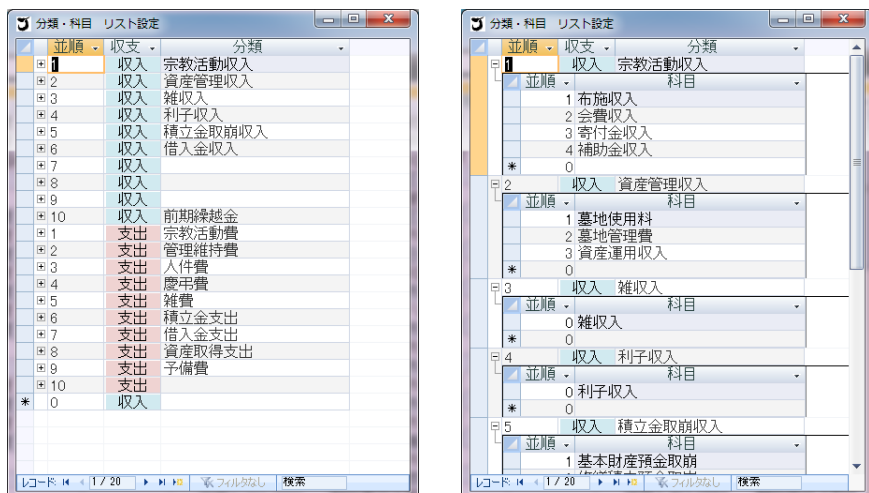 分類・科目 リスト設定
並順 収支 分類
1 収入 宗教活動収入
2 収入 資産管理収入
3 収入 雑収入
4 収入 利子収入
5 収入 積立金取崩収入
6 収入 借入金収入
7 収入
8 収入
9 収入
10 収入 前期繰越金
1 支出 宗教活動費
2 支出 管理維持費
3 支出 人件費
4 支出 慶弔費
5 支出 雑費
6 支出 積立金支出
7 支出 借入金支出
8 支出 資産取得支出
9 支出 予備費
10 支出
* 0 収入
レコード: 1 / 20 フィルタなし 検索
分類・科目 リスト設定
並順 収支 分類
1 収入 宗教活動収入
並順 科目
1 布施収入
2 会費収入
3 寄付金収入
4 補助金収入
* 0
2 収入 資産管理収入
並順 科目
1 墓地使用料
2 墓地管理費
3 資産運用収入
* 0
3 収入 雑収入
並順 科目
0 雑収入
* 0
4 収入 利子収入
並順 科目
0 利子収入
* 0
5 収入 積立金取崩収入
並順 科目
1 基本財産預金取崩
レコード: 1 / 20 フィルタなし 検索